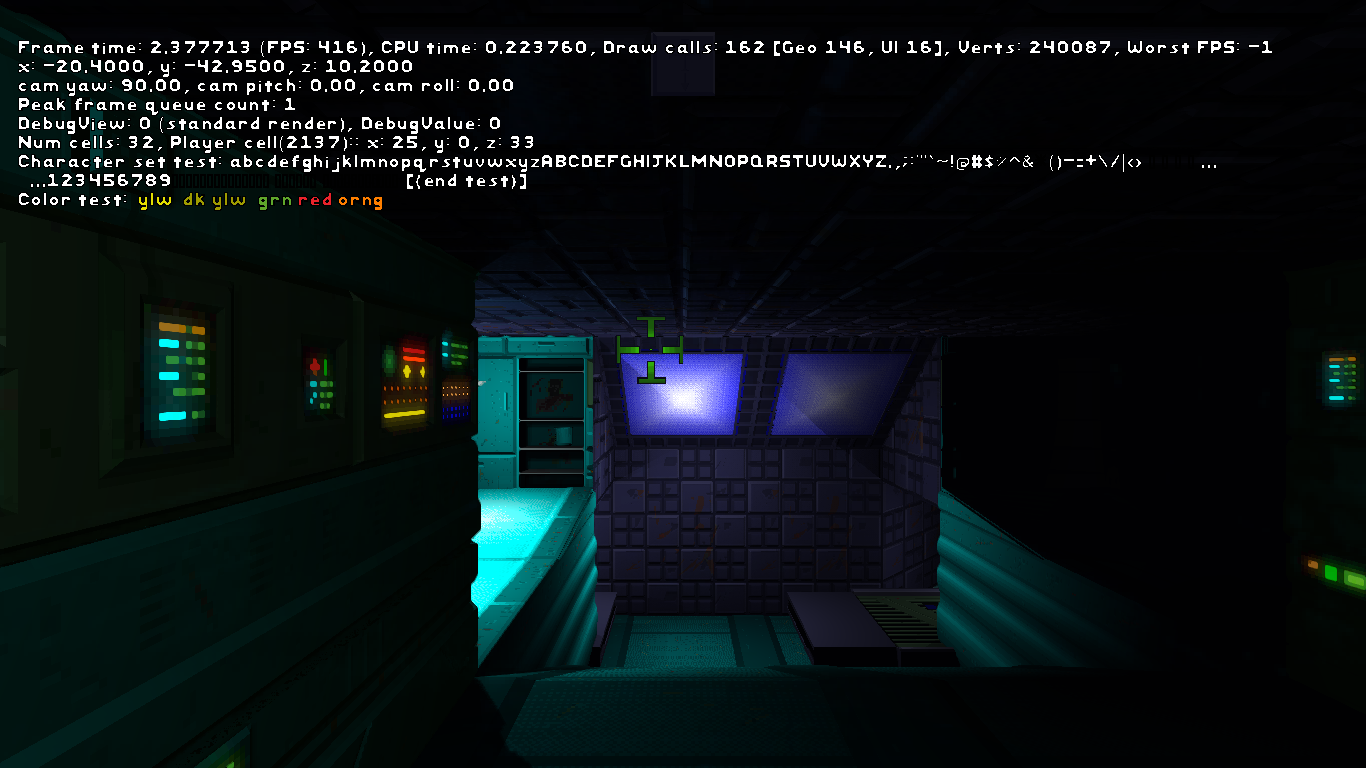 Frame time: 2.377713 (FPS: 416), CPU time: 0.223760, Draw calls: 162 [Geo 146, UI 16], Verts: 240087, Worst FPS: -1
x: -20.4000, y: -42.9500, z: 10.2000
cam yaw: 90.00, cam pitch: 0.00, cam roll: 0.00
Peak frame queue count: 1
DebugView: 0 (standard render), DebugValue: 0
Num cells: 32, Player cell(2137):: x: 25, y: 0, z: 33
Character set test: abcdefghijklmnopqrstuvwxyzABCDEFGHIJKLMNOPQRSTUVWXYZ.,;:'"`~!@#$%^& ()-=+\/|<> ...
...123456789 [{end test}]
Color test: ylw dk ylw grn red orng